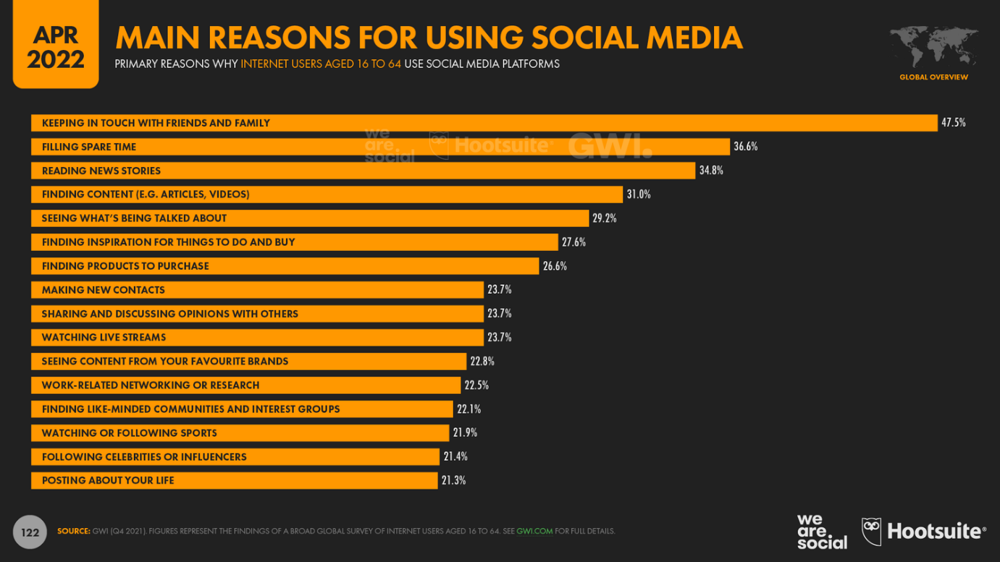 APR
2022
MAIN REASONS FOR USING SOCIAL MEDIA
PRIMARY REASONS WHY INTERNET USERS AGED 16 TO 64 USE SOCIAL MEDIA PLATFORMS
GLOBAL OVERVIEW
KEEPING IN TOUCH WITH FRIENDS AND FAMILY 47.5%
we
are
social
Hootsuite®
GWI.
FILLING SPARE TIME 36.6%
READING NEWS STORIES 34.8%
FINDING CONTENT (E.G. ARTICLES, VIDEOS) 31.0%
SEEING WHAT'S BEING TALKED ABOUT 29.2%
FINDING INSPIRATION FOR THINGS TO DO AND BUY 27.6%
FINDING PRODUCTS TO PURCHASE 26.6%
MAKING NEW CONTACTS 23.7%
SHARING AND DISCUSSING OPINIONS WITH OTHERS 23.7%
WATCHING LIVE STREAMS 23.7%
SEEING CONTENT FROM YOUR FAVOURITE BRANDS 22.8%
WORK-RELATED NETWORKING OR RESEARCH 22.5%
FINDING LIKE-MINDED COMMUNITIES AND INTEREST GROUPS 22.1%
WATCHING OR FOLLOWING SPORTS 21.9%
FOLLOWING CELEBRITIES OR INFLUENCERS 21.4%
POSTING ABOUT YOUR LIFE 21.3%
122
SOURCE: GWI (Q4 2021). FIGURES REPRESENT THE FINDINGS OF A BROAD GLOBAL SURVEY OF INTERNET USERS AGED 16 TO 64. SEE GWI.COM FOR FULL DETAILS.
we
are
social
Hootsuite®